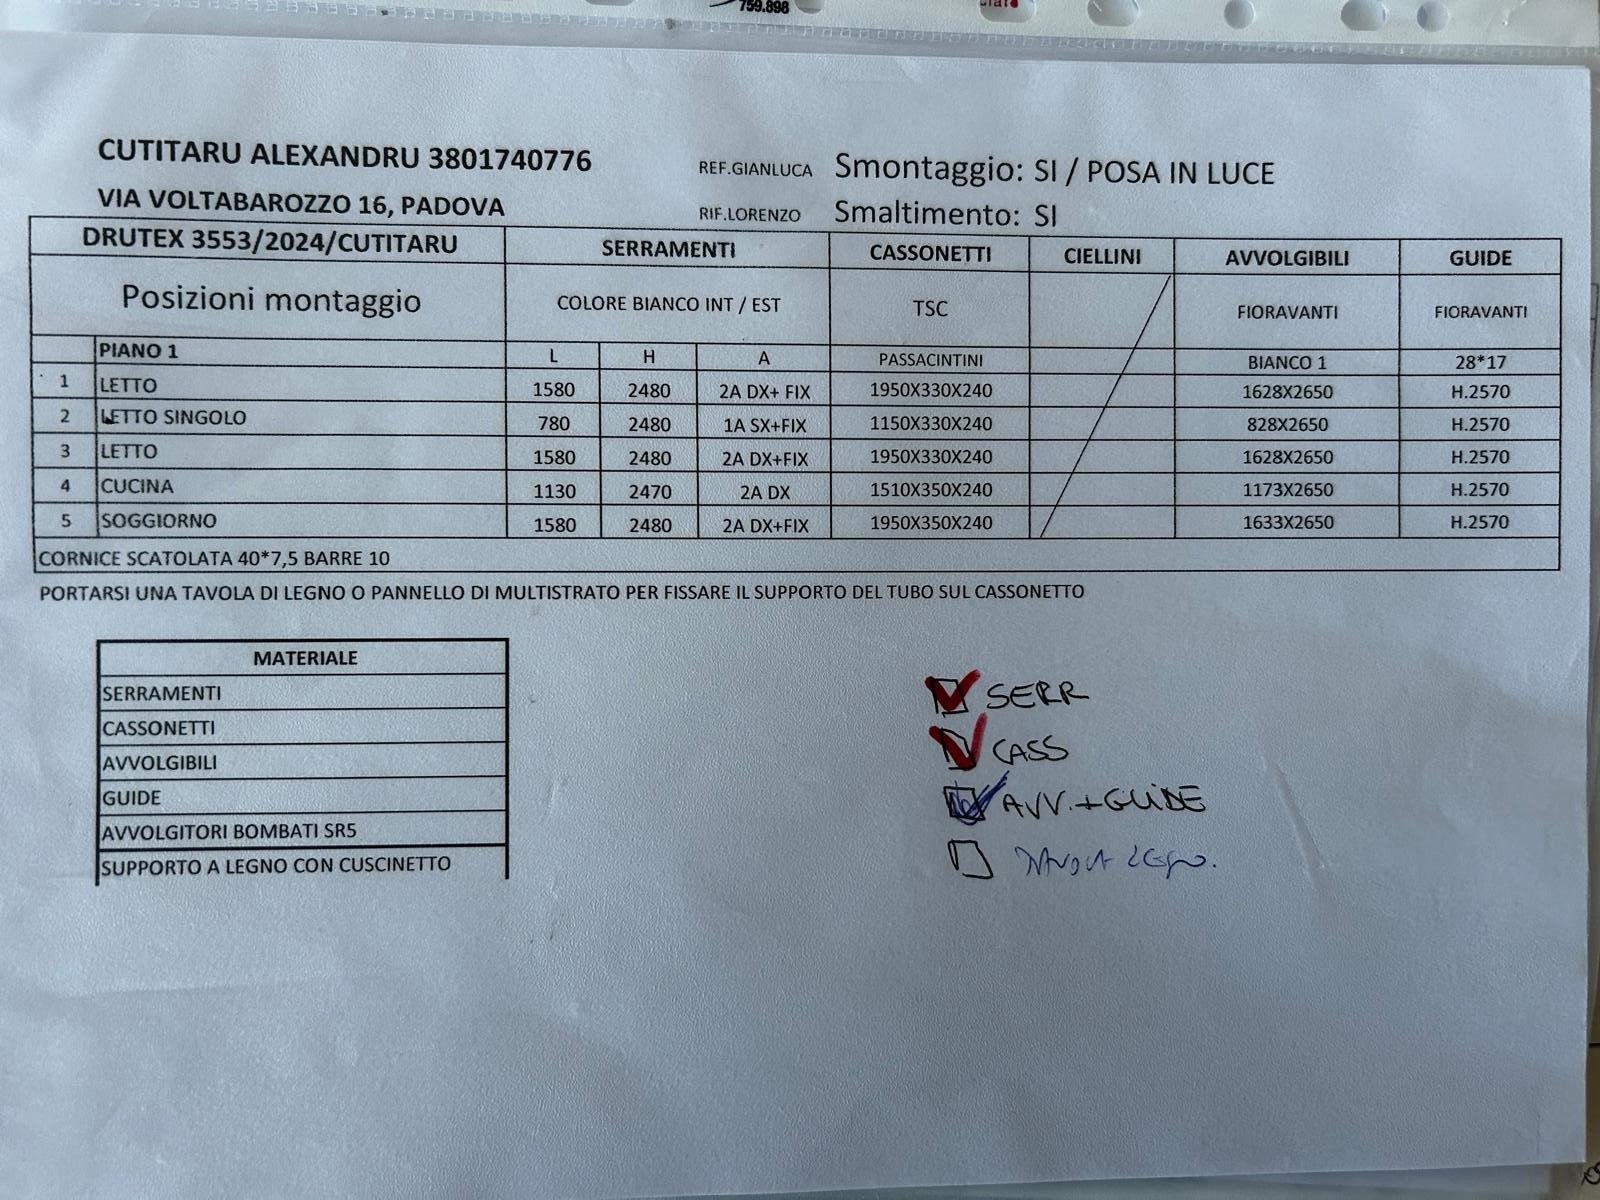 759.898
CUTITARU ALEXANDRU 3801740776
REF.GIANLUCA Smontaggio: SI / POSA IN LUCE
VIA VOLTABAROZZO 16, PADOVA
RIF.LORENZO Smaltimento: SI
DRUTEX 3553/2024/CUTITARU SERRAMENTI CASSONETTI CIELLINI AVVOLGIBILI GUIDE
Posizioni montaggio COLORE BIANCO INT / EST TSC FIORAVANTI FIORAVANTI
PIANO 1 L H A PASSACINTINI BIANCO 1 28*17
1 LETTO 1580 2480 2A DX+ FIX 1950X330X240 1628X2650 H.2570
2 LETTO SINGOLO 780 2480 1A SX+FIX 1150X330X240 828X2650 H.2570
3 LETTO 1580 2480 2A DX+FIX 1950X330X240 1628X2650 H.2570
4 CUCINA 1130 2470 2A DX 1510X350X240 1173X2650 H.2570
5 SOGGIORNO 1580 2480 2A DX+FIX 1950X350X240 1633X2650 H.2570
CORNICE SCATOLATA 40*7,5 BARRE 10
PORTARSI UNA TAVOLA DI LEGNO O PANNELLO DI MULTISTRATO PER FISSARE IL SUPPORTO DEL TUBO SUL CASSONETTO
MATERIALE
SERRAMENTI
CASSONETTI
AVVOLGIBILI
GUIDE
AVVOLGITORI BOMBATI SR5
SUPPORTO A LEGNO CON CUSCINETTO
SERR
CASS
AVV.+GUIDE